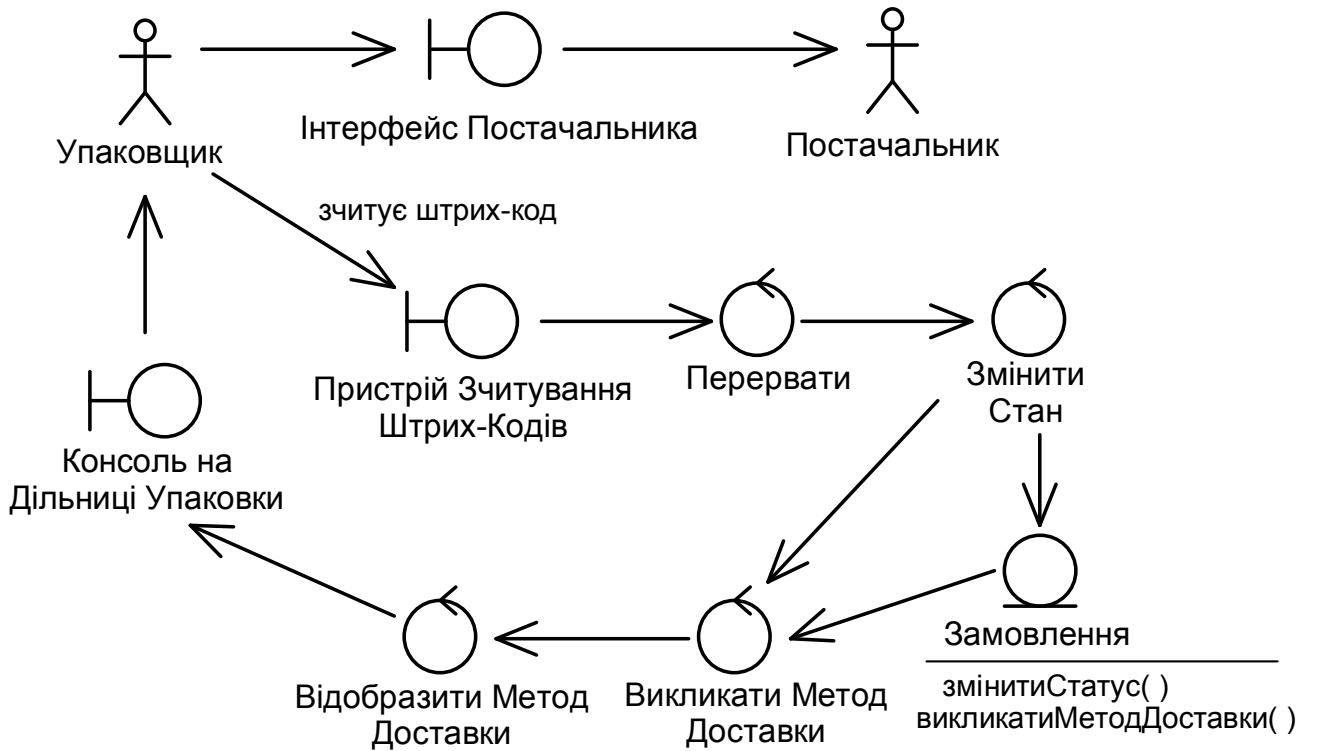 Упаковщик
Інтерфейс Постачальника
Постачальник
зчитує штрих-код
Пристрій Зчитування
Штрих-Кодів
Перервати
Змінити
Стан
Консоль на
Дільниці Упаковки
Відобразити Метод
Доставки
Викликати Метод
Доставки
Замовлення
змінитиСтатус( )
викликатиМетодДоставки( )